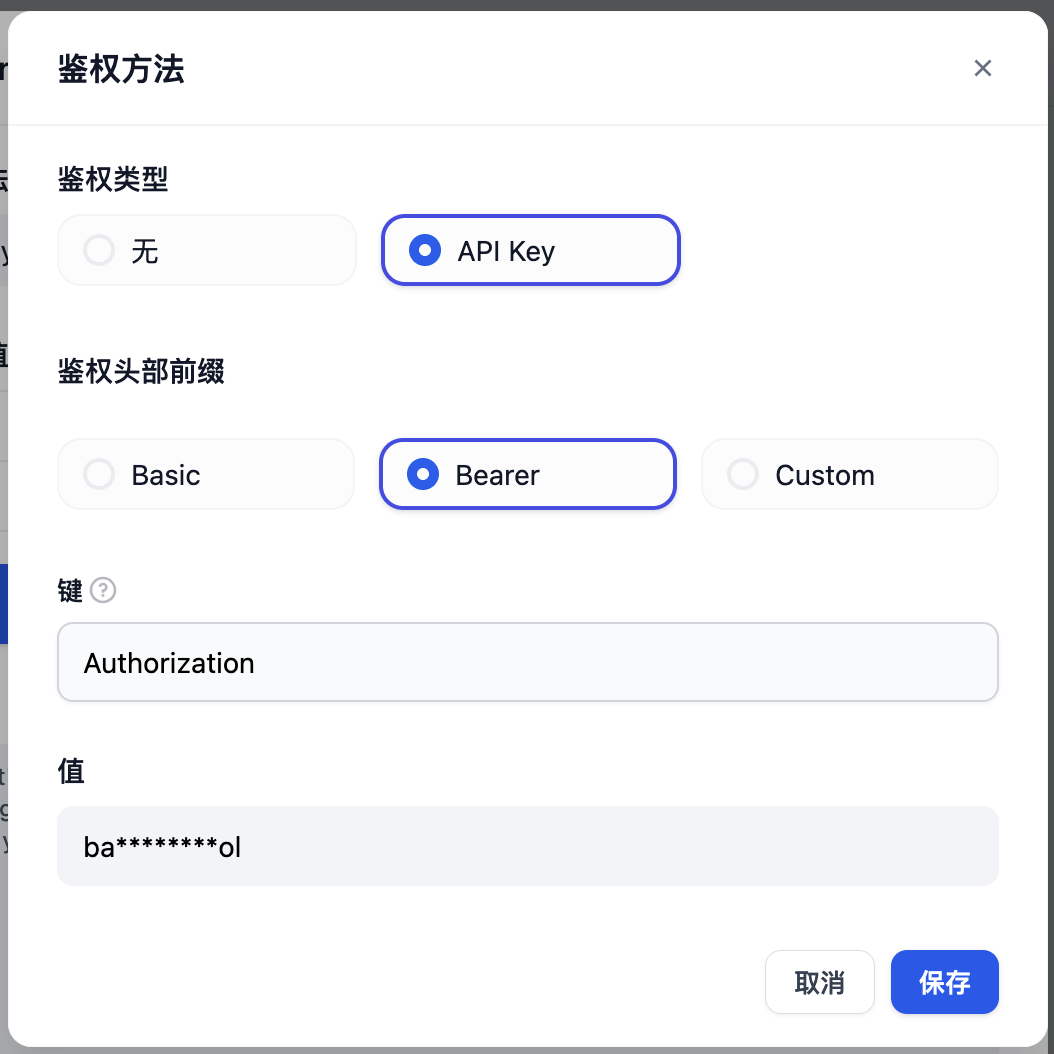 鉴权方法
鉴权类型
无
API Key
鉴权头部前缀
Basic
Bearer
Custom
键
Authorization
值
ba********ol
取消
保存